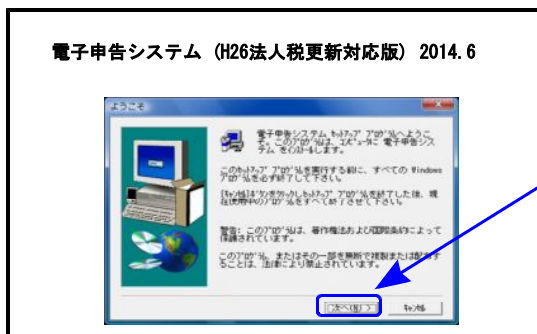 電子申告システム (H26法人税更新対応版) 2014.6
ようこそ
電子申告システム セットアップ プログラムへようこ
そ。このプログラムは、コンピュータに 電子申告シス
テム をインストールします。
このセットアップ プログラムを実行する前に、すべての Windows
プログラムを必ず終了して下さい。
[キャンセル]ボタンをクリックしセットアップ プログラムを終了した後、現
在使用中のプログラムをすべて終了させて下さい。
警告: このプログラムは、著作権法および国際条約によって
保護されています。
このプログラム、またはその一部を無断で複製または配布す
ることは、法律により禁止されています。
次へ(N) >
キャンセル